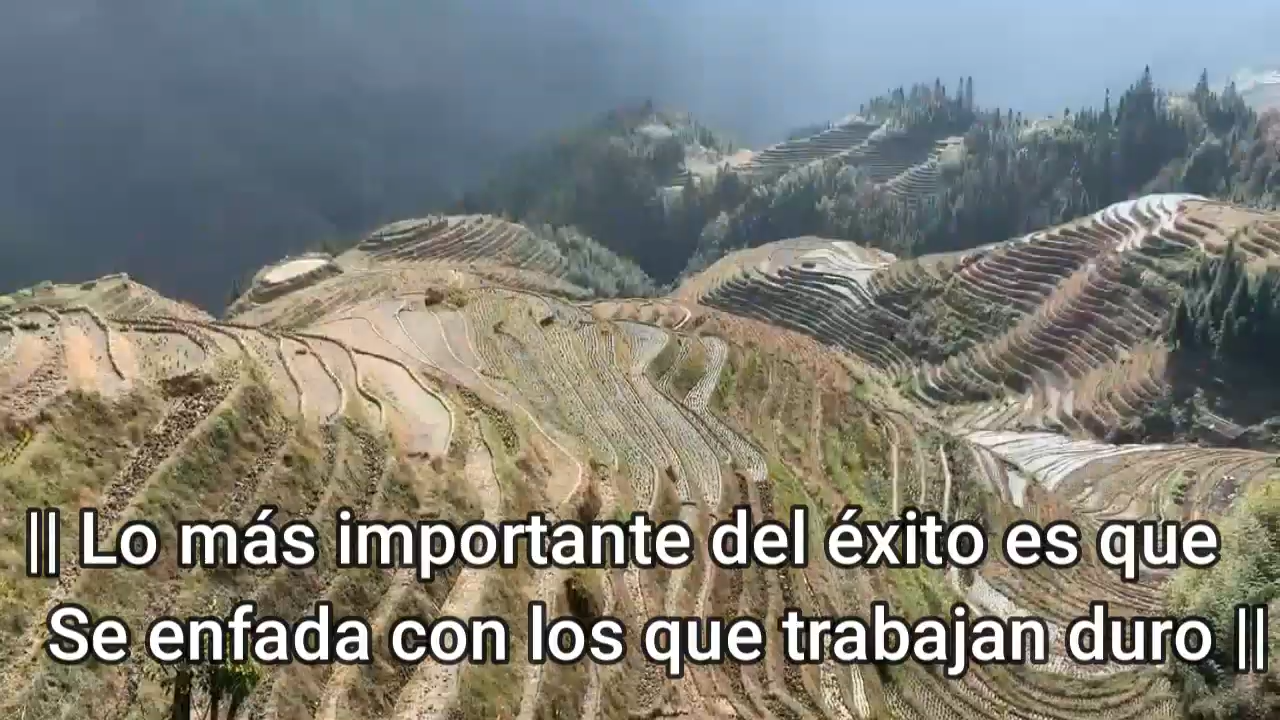 || Lo más importante del éxito es que
Se enfada con los que trabajan duro ||